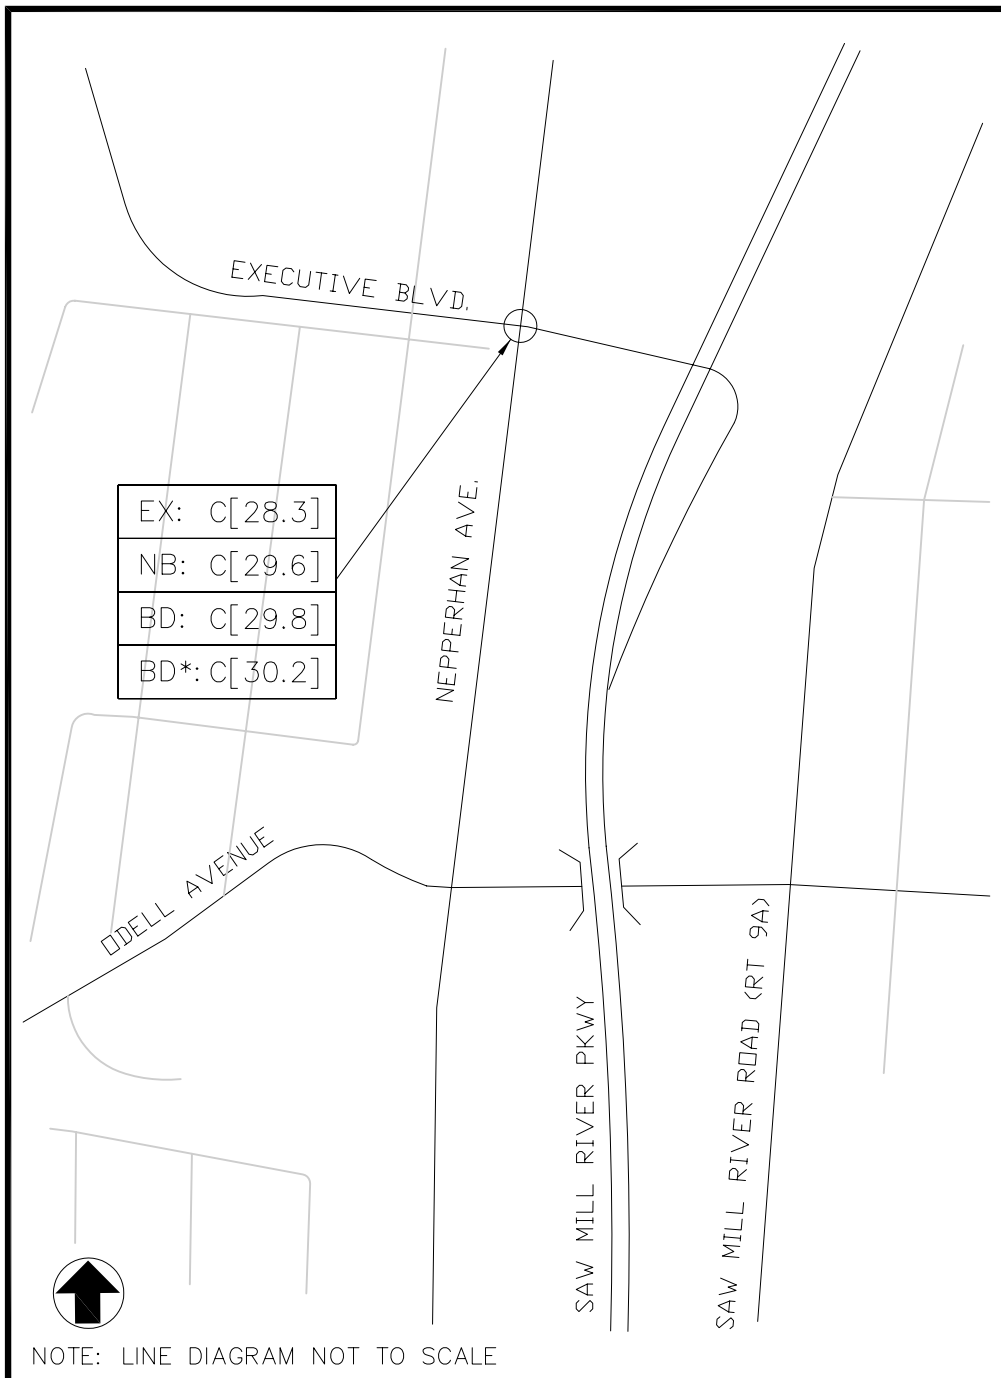 EXECUTIVE BLVD.
EX: C[28.3]
NB: C[29.6]
BD: C[29.8]
BD*: C[30.2]
NEPPERHAN AVE.
ODELL AVENUE
SAW MILL RIVER PKWY
SAW MILL RIVER ROAD (RT 9A)
NOTE: LINE DIAGRAM NOT TO SCALE